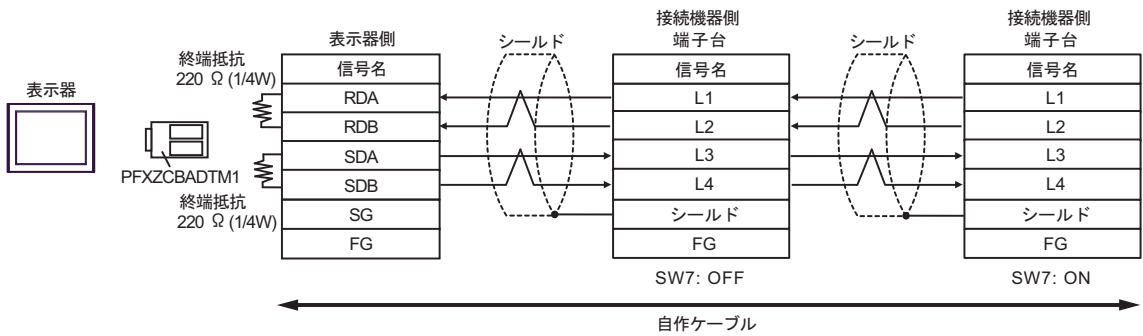 表示器
PFXZCBADTM1
終端抵抗
220 Ω (1/4W)
終端抵抗
220 Ω (1/4W)
表示器側
信号名
RDA
RDB
SDA
SDB
SG
FG
シールド
接続機器側
端子台
信号名
L1
L2
L3
L4
シールド
FG
SW7: OFF
シールド
接続機器側
端子台
信号名
L1
L2
L3
L4
シールド
FG
SW7: ON
自作ケーブル